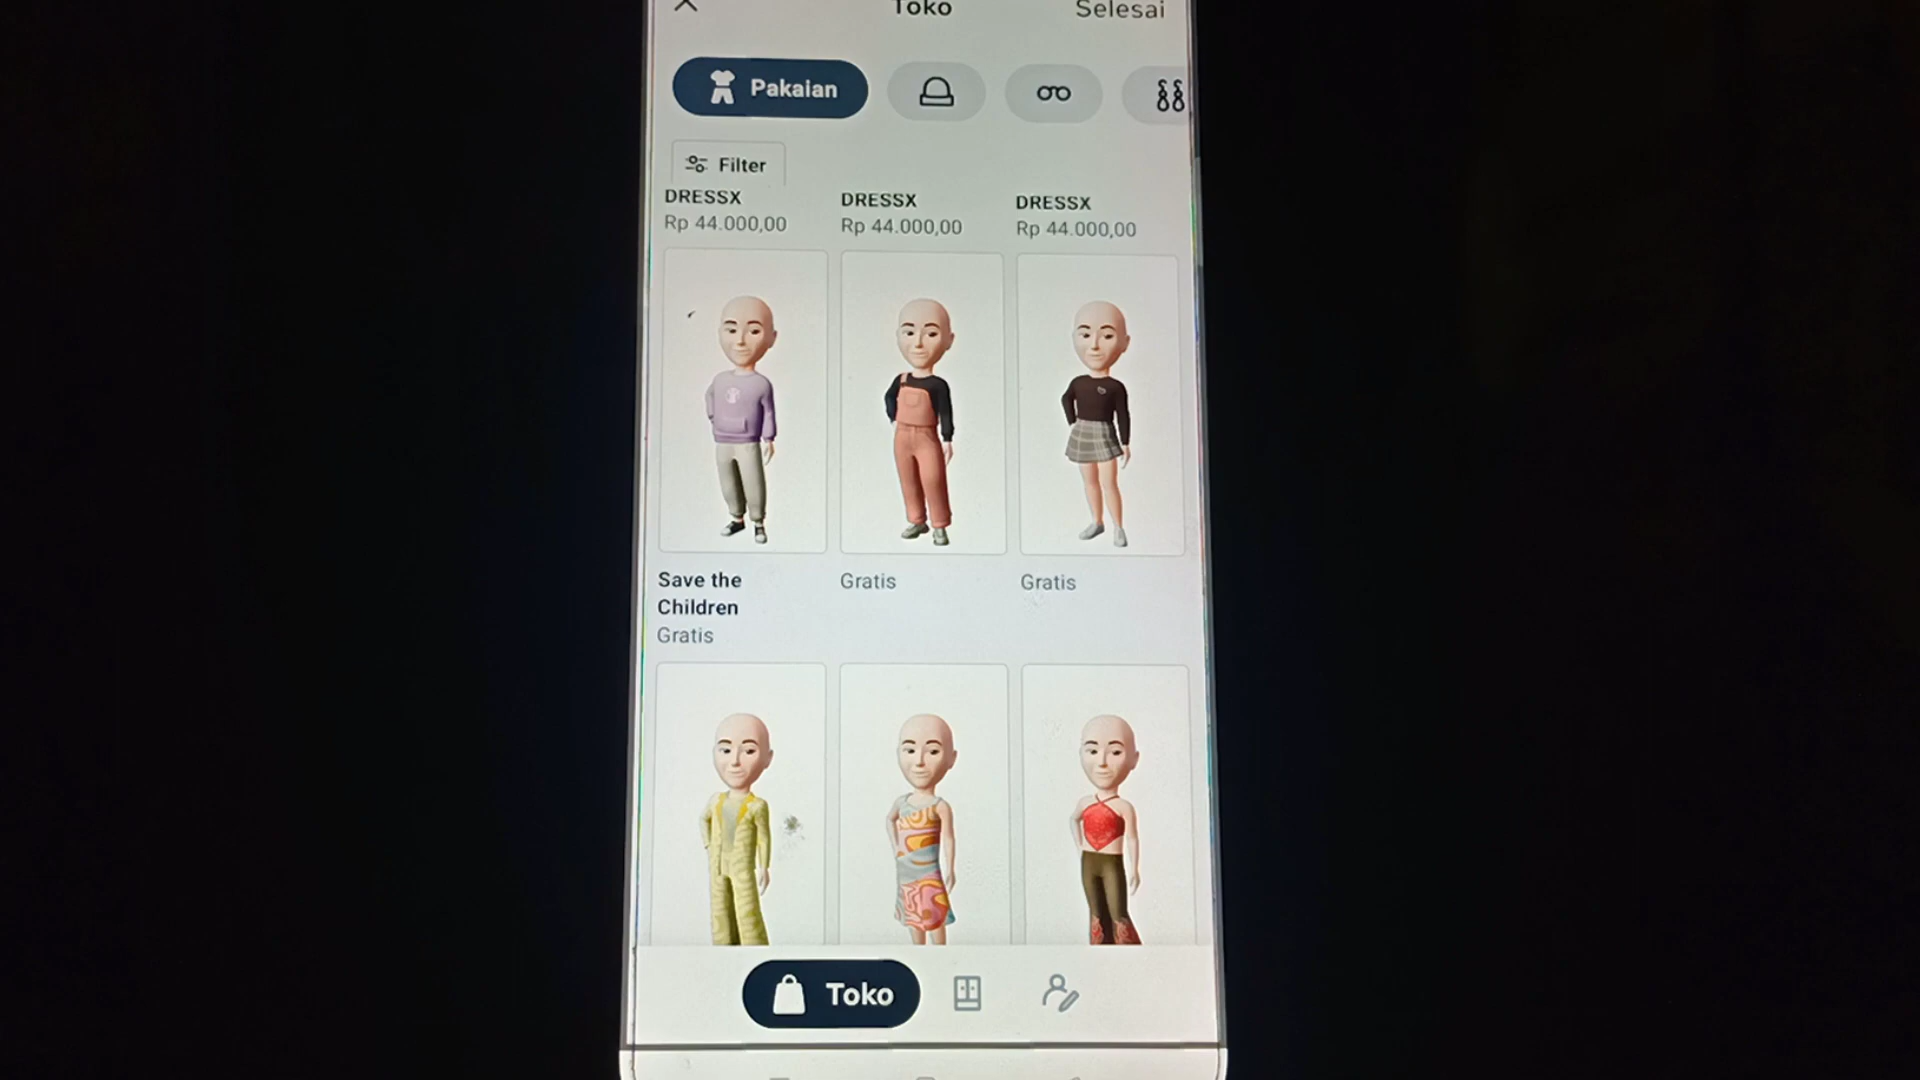 Toko
Selesai
Pakaian
Filter
DRESSX
DRESSX
DRESSX
Rp 44.000,00
Rp 44.000,00
Rp 44.000,00
Save the
Children
Gratis
Gratis
Gratis
Toko